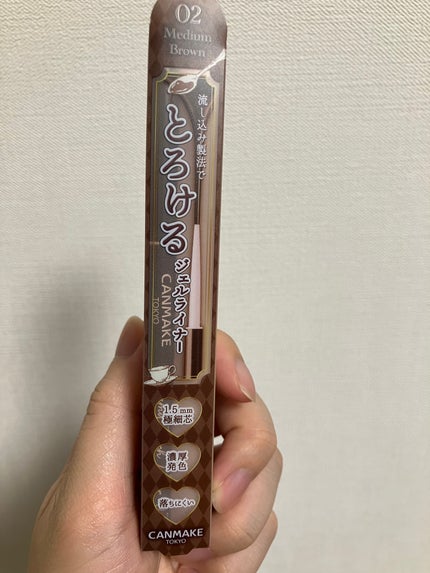 02
Medium
Brown
流し込み製法で
とろける
ジェルライナー
CANMAKE
TOKYO
1.5mm
極細芯
濃厚
発色
落ちにくい
CANMAKE
TOKYO